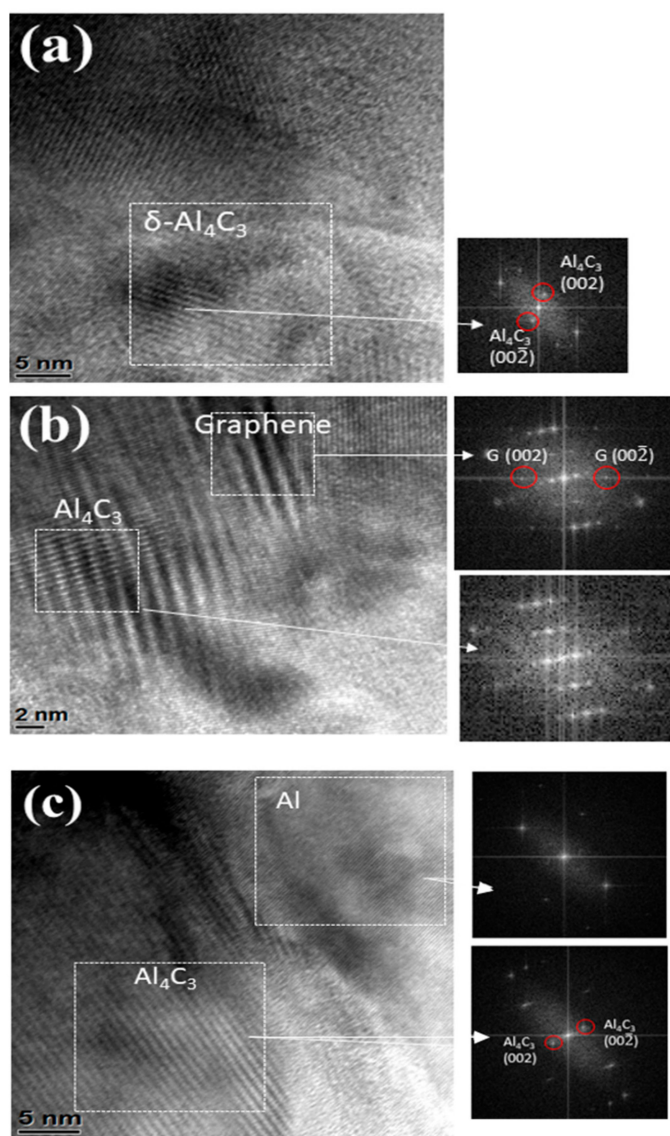 (a)
δ-Al₄C₃
5 nm
Al₄C₃
(002)
Al₄C₃
(002̄)
(b)
Graphene
Al₄C₃
2 nm
G (002) G (002̄)
(c)
Al
Al₄C₃
5 nm
Al₄C₃
(002̄)
Al₄C₃
(002)